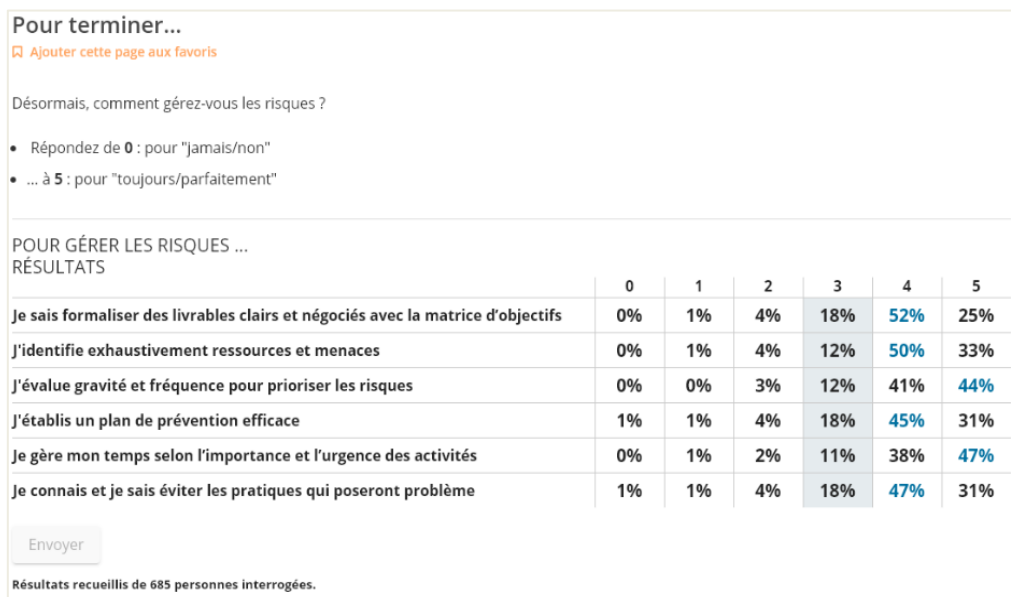 Pour terminer...
Ajouter cette page aux favoris
Désormais, comment gérez-vous les risques ?
• Répondez de 0 : pour "jamais/non"
• ... à 5 : pour "toujours/parfaitement"
POUR GÉRER LES RISQUES ...
RÉSULTATS
0 1 2 3 4 5
Je sais formaliser des livrables clairs et négociés avec la matrice d’objectifs 0% 1% 4% 18% 52% 25%
J'identifie exhaustivement ressources et menaces 0% 1% 4% 12% 50% 33%
J'évalue gravité et fréquence pour prioriser les risques 0% 0% 3% 12% 41% 44%
J'établis un plan de prévention efficace 1% 1% 4% 18% 45% 31%
Je gère mon temps selon l’importance et l’urgence des activités 0% 1% 2% 11% 38% 47%
Je connais et je sais éviter les pratiques qui poseront problème 1% 1% 4% 18% 47% 31%
Envoyer
Résultats recueillis de 685 personnes interrogées.